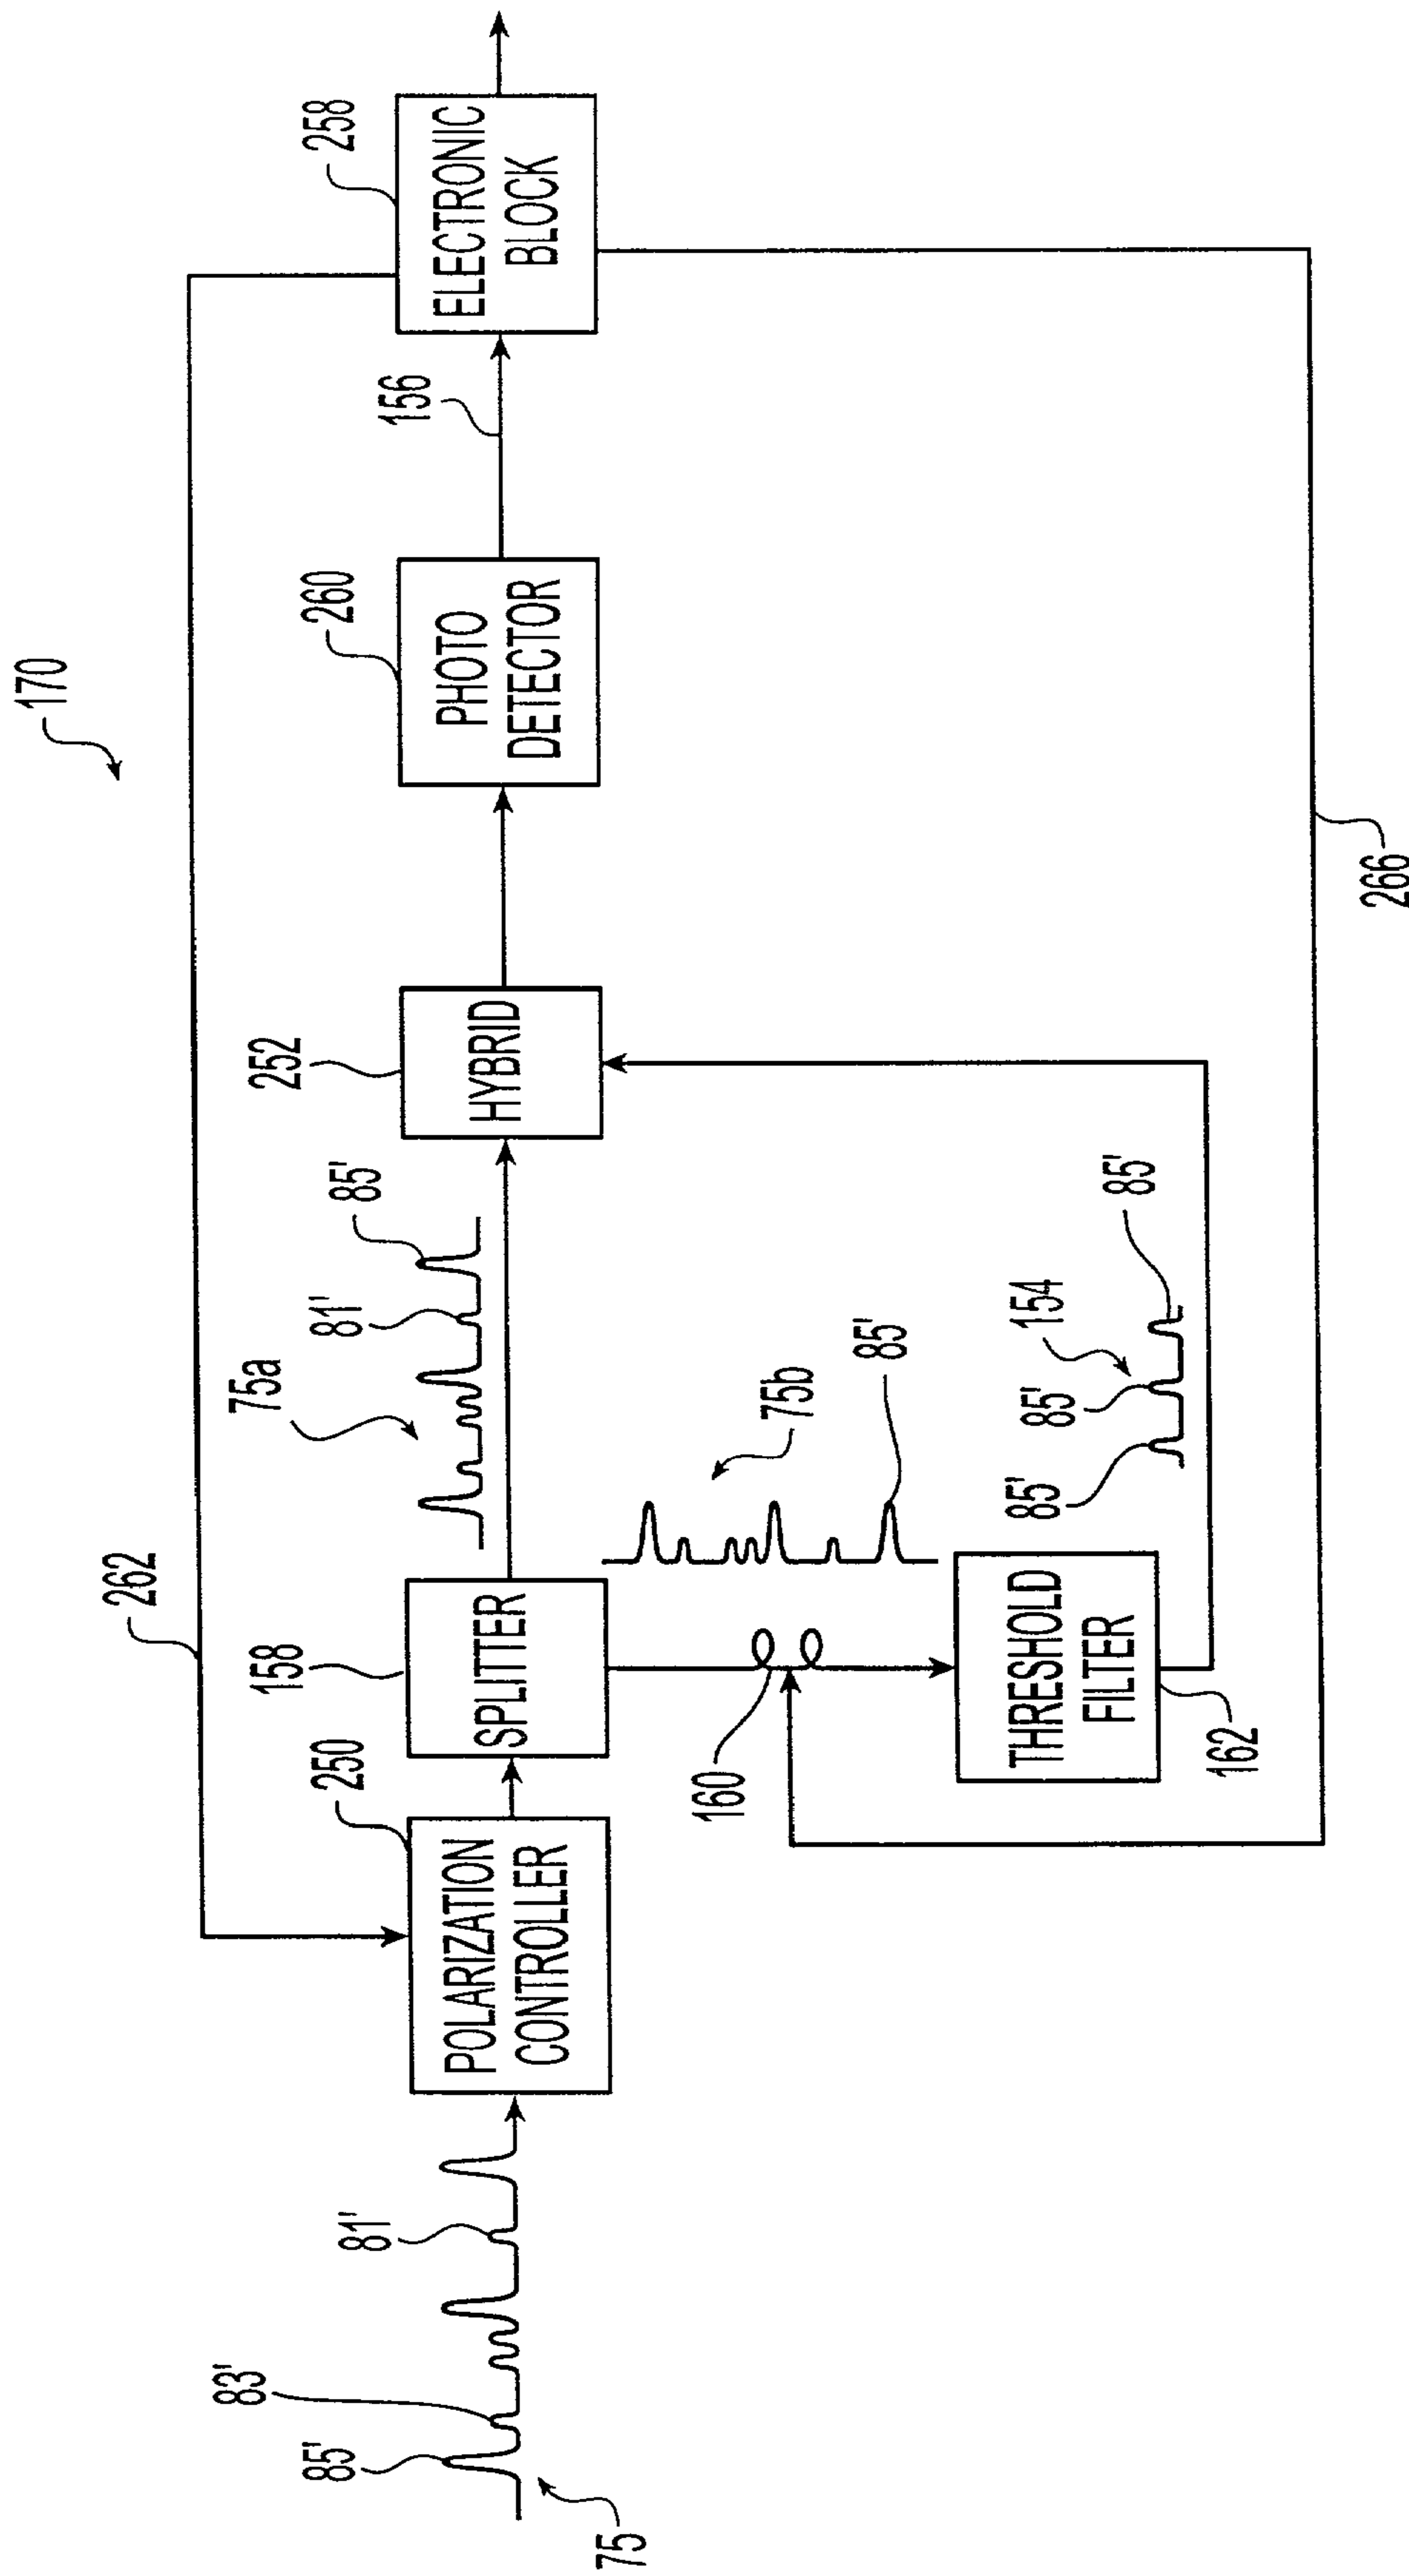 170
262
258
ELECTRONIC
BLOCK
156
260
PHOTO
DETECTOR
252
HYBRID
85'
81'
75a
158
SPLITTER
250
POLARIZATION
CONTROLLER
81'
83'
85'
75
75b
85'
160
THRESHOLD
FILTER
162
85'
85'
154
85'
266